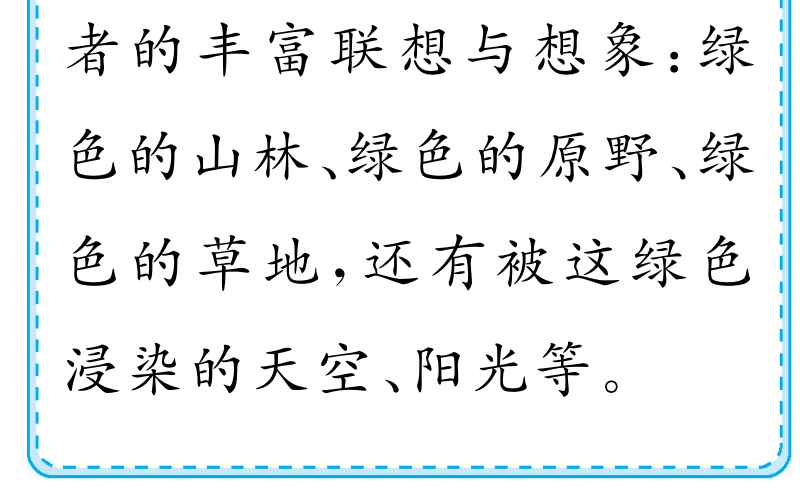 者的丰富联想与想象：绿
色的山林、绿色的原野、绿
色的草地，还有被这绿色
浸染的天空、阳光等。